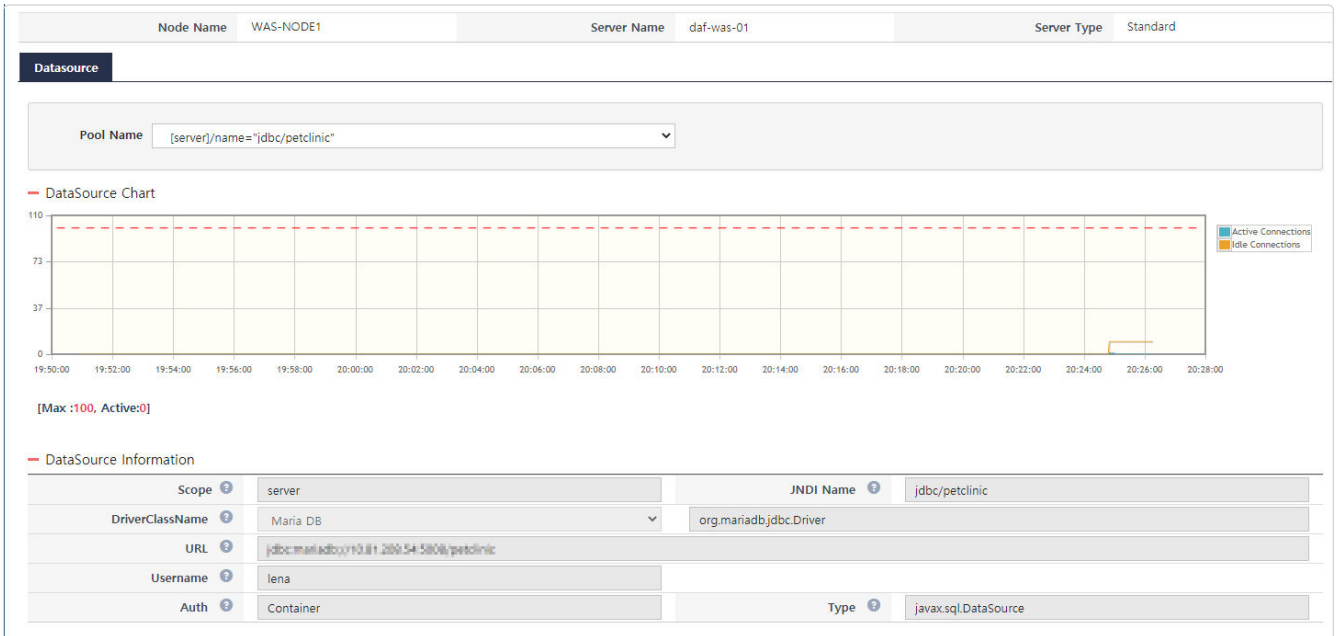 Node Name WAS-NODE1 Server Name daf-was-01 Server Type Standard
Datasource
Pool Name [server]/name="jdbc/petclinic"
DataSource Chart
110
73
37
0
19:50:00 19:52:00 19:54:00 19:56:00 19:58:00 20:00:00 20:02:00 20:04:00 20:06:00 20:08:00 20:10:00 20:12:00 20:14:00 20:16:00 20:18:00 20:20:00 20:22:00 20:24:00 20:26:00 20:28:00
Active Connections
Idle Connections
[Max :100, Active:0]
DataSource Information
Scope ? server JNDI Name ? jdbc/petclinic
DriverClassName ? Maria DB org.mariadb.jdbc.Driver
URL ?
Username ? lena
Auth ? Container Type ? javax.sql.DataSource